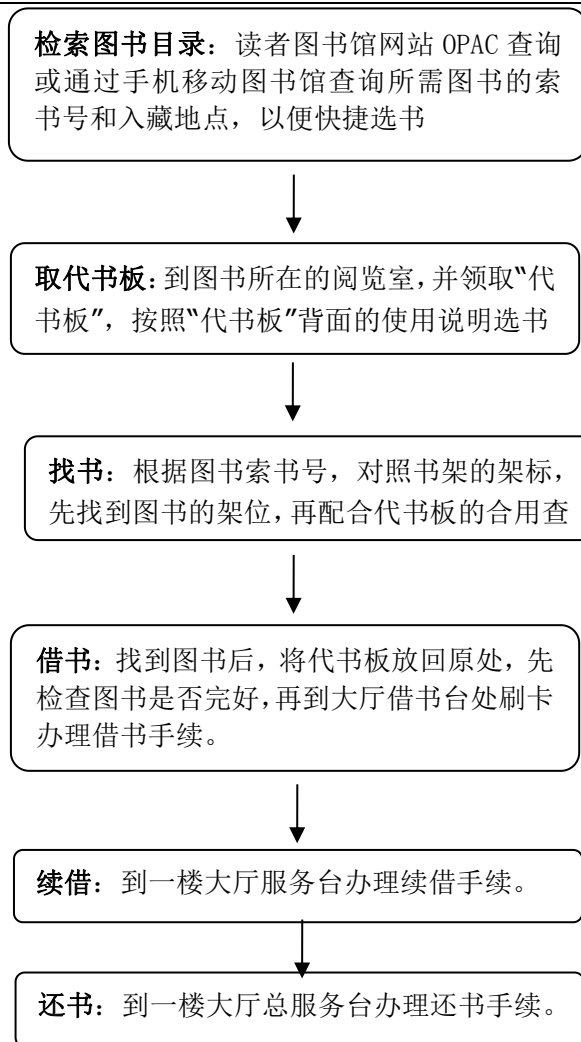 检索图书目录：读者图书馆网站 OPAC 查询
或通过手机移动图书馆查询所需图书的索
书号和入藏地点，以便快捷选书
取代书板：到图书所在的阅览室，并领取“代
书板”，按照“代书板”背面的使用说明选书
找书：根据图书索书号，对照书架的架标，
先找到图书的架位，再配合代书板的合用查
借书：找到图书后，将代书板放回原处，先
检查图书是否完好，再到大厅借书台处刷卡
办理借书手续。
续借：到一楼大厅服务台办理续借手续。
还书：到一楼大厅总服务台办理还书手续。